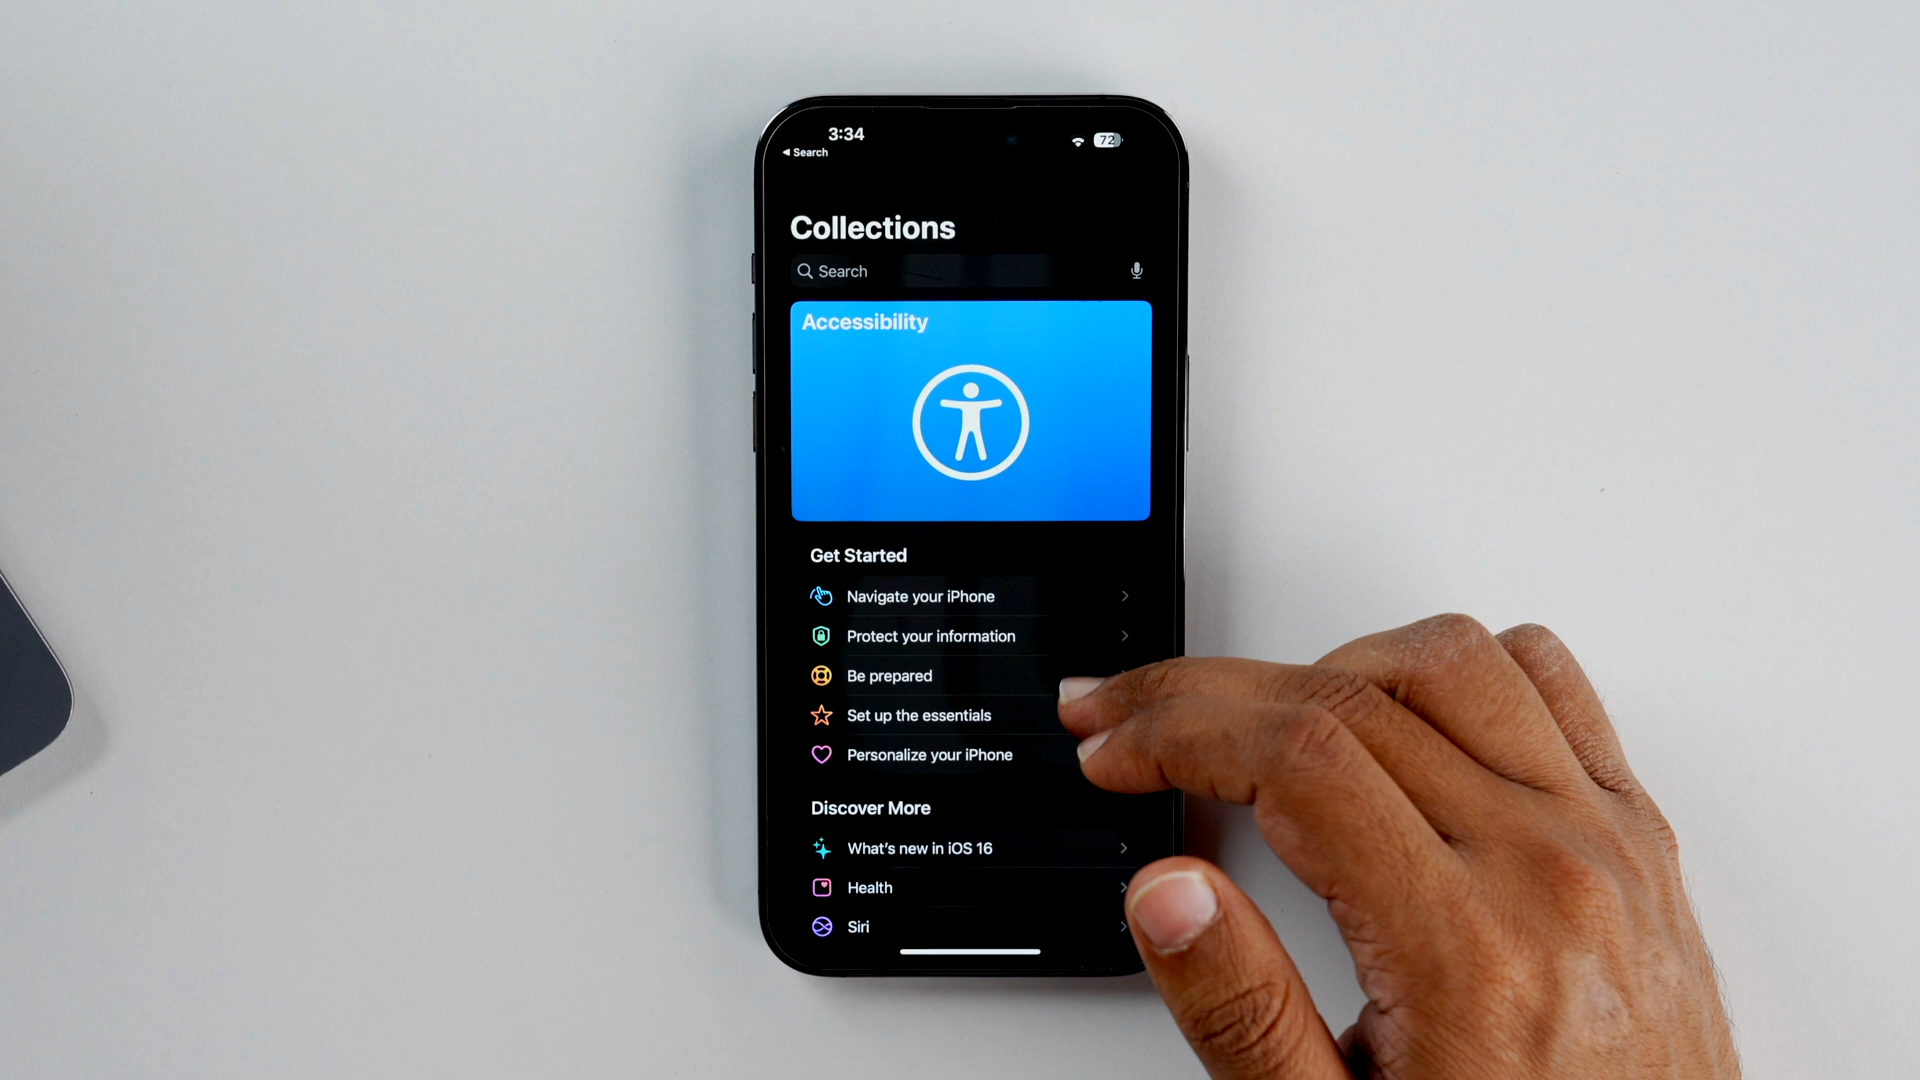 3:34
72
Search
Collections
Search
Accessibility
Get Started
Navigate your iPhone
Protect your information
Be prepared
Set up the essentials
Personalize your iPhone
Discover More
What's new in iOS 16
Health
Siri